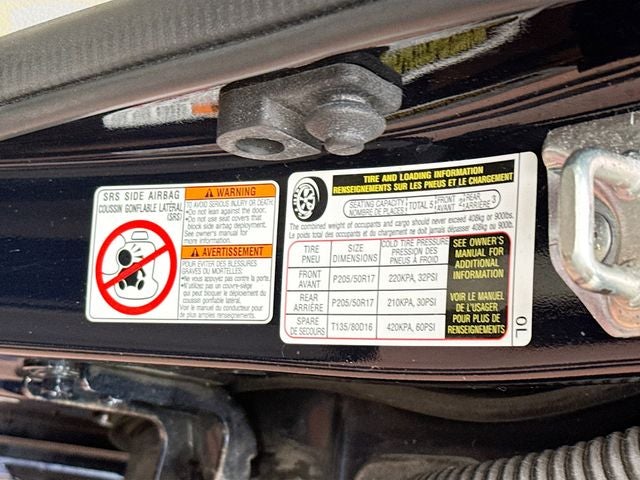 SRS SIDE AIRBAG
COUSSIN GONFLABLE LATÉRAL
(SRS)
WARNING
TO AVOID SERIOUS INJURY OR DEATH:
•Do not lean against the door.
•Do not use seat covers that
block side airbag deployment.
See owner's manual for
more information.
AVERTISSEMENT
POUR ÉVITER DES BLESSURES
GRAVES OU MORTELLES:
•Ne vous appuyez pas contre la porte.
•N'utilisez pas un couvre-siège
qui peut bloquer le déploiement du
coussin gonflable latéral.
Voir le manuel du conducteur pour
de plus amples renseignements.
TIRE AND LOADING INFORMATION
RENSEIGNEMENTS SUR LES PNEUS ET LE CHARGEMENT
SEATING CAPACITY
NOMBRE DE PLACES
TOTAL 5
FRONT
AVANT 2
REAR
ARRIÈRE 3
The combined weight of occupants and cargo should never exceed 408kg or 900lbs.
Le poids total des occupants et du chargement ne doit jamais dépasser 408kg ou 900lb.
TIRE
PNEU
SIZE
DIMENSIONS
COLD TIRE PRESSURE
PRESSION DES
PNEUS À FROID
FRONT
AVANT
P205/50R17
220KPA, 32PSI
REAR
ARRIÈRE
P205/50R17
210KPA, 30PSI
SPARE
DE SECOURS
T135/80D16
420KPA, 60PSI
SEE OWNER'S
MANUAL FOR
ADDITIONAL
INFORMATION
VOIR LE MANUEL
DE L'USAGER
POUR PLUS DE
RENSEIGNEMENTS
OL